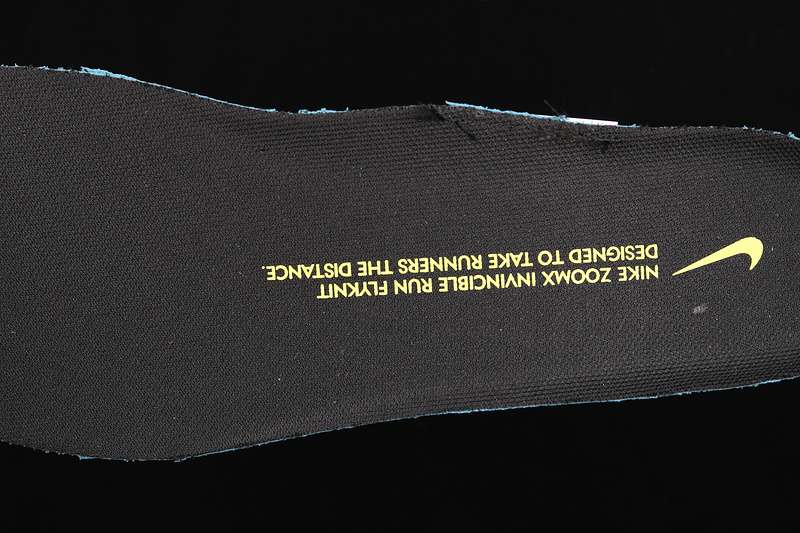 NIKE ZOOMX INVINCIBLE RUN FLYKNIT
DESIGNED TO TAKE RUNNERS THE DISTANCE.